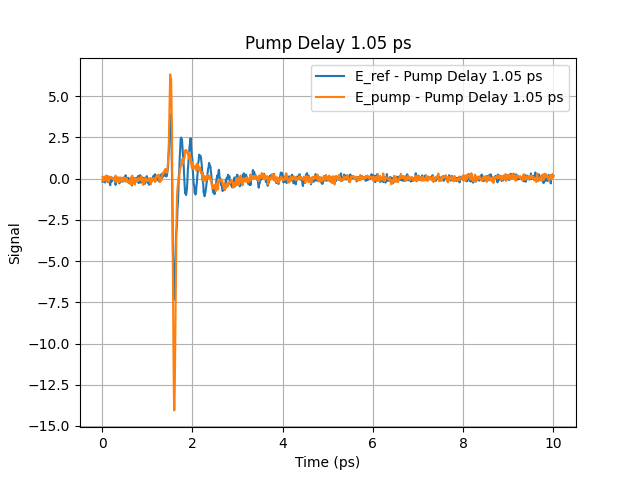 Pump Delay 1.05 ps
E_ref - Pump Delay 1.05 ps
E_pump - Pump Delay 1.05 ps
5.0
2.5
0.0
−2.5
−5.0
−7.5
−10.0
−12.5
−15.0
Signal
0 2 4 6 8 10
Time (ps)